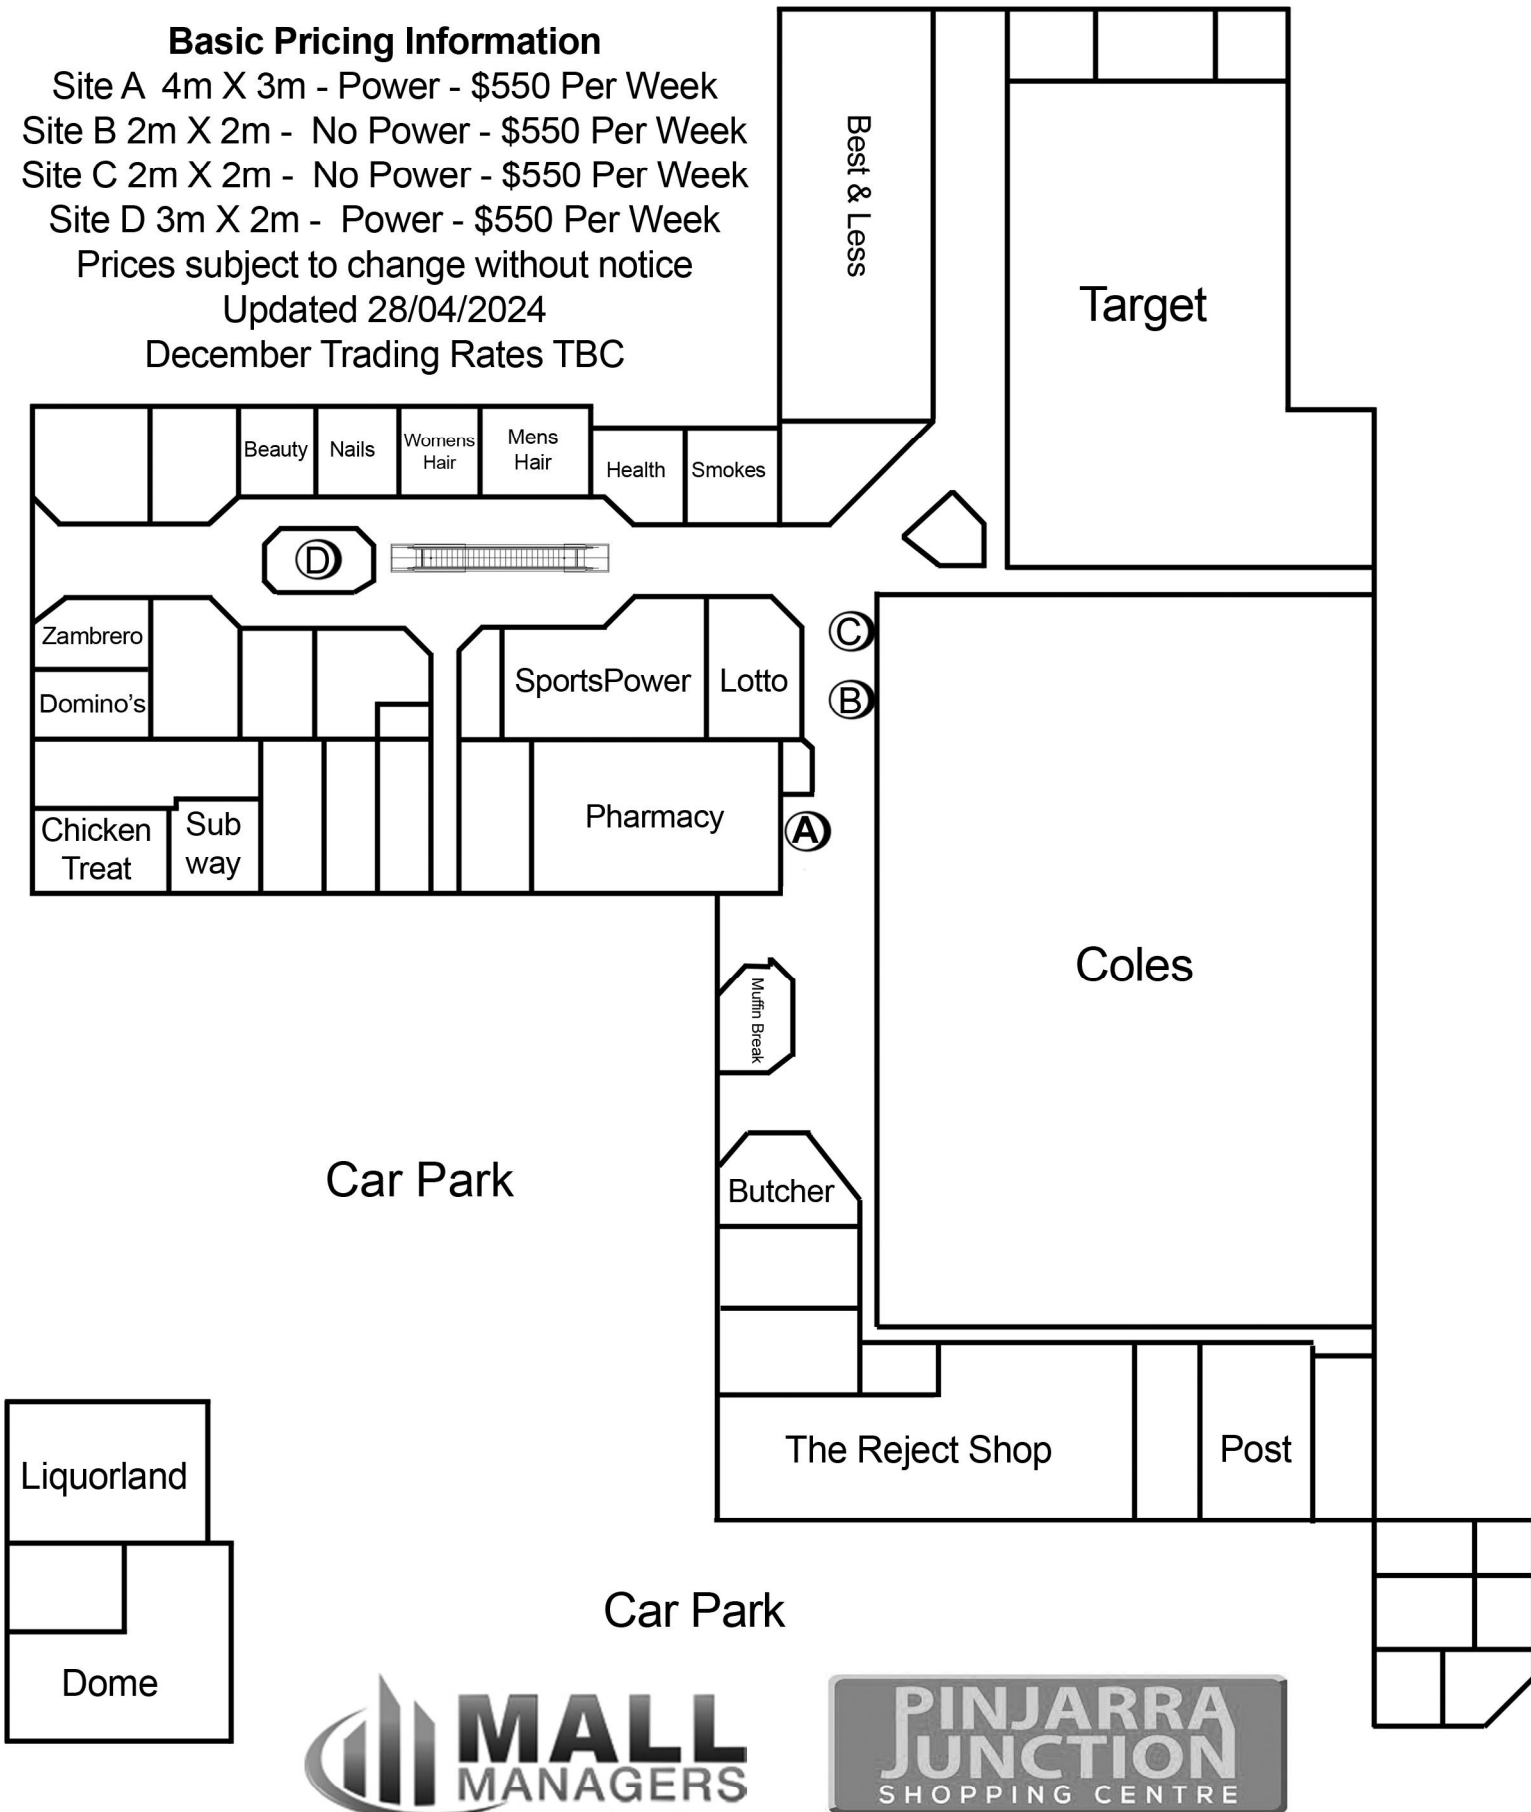 Basic Pricing Information
Site A 4m X 3m - Power - $550 Per Week
Site B 2m X 2m - No Power - $550 Per Week
Site C 2m X 2m - No Power - $550 Per Week
Site D 3m X 2m - Power - $550 Per Week
Prices subject to change without notice
Updated 28/04/2024
December Trading Rates TBC
Best & Less
Target
Beauty
Nails
Womens
Hair
Mens
Hair
Health
Smokes
D
Zambrero
Domino's
SportsPower
Lotto
C
B
Chicken
Treat
Sub
way
Pharmacy
A
Coles
Muffin Break
Car Park
Butcher
The Reject Shop
Post
Liquorland
Dome
Car Park
MALL
MANAGERS
PINJARRA
JUNCTION
SHOPPING CENTRE